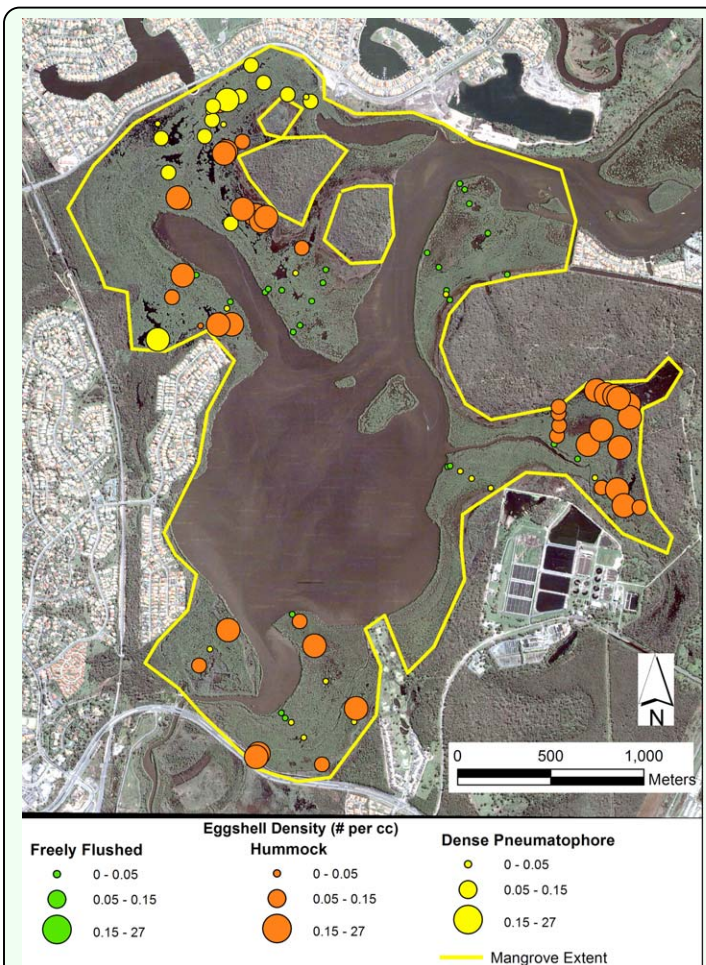 N
0 500 1,000
Meters
Eggshell Density (# per cc)
Freely Flushed Hummock Dense Pneumatophore
0 - 0.05 0 - 0.05 0 - 0.05
0.05 - 0.15 0.05 - 0.15 0.05 - 0.15
0.15 - 27 0.15 - 27 0.15 - 27
Mangrove Extent